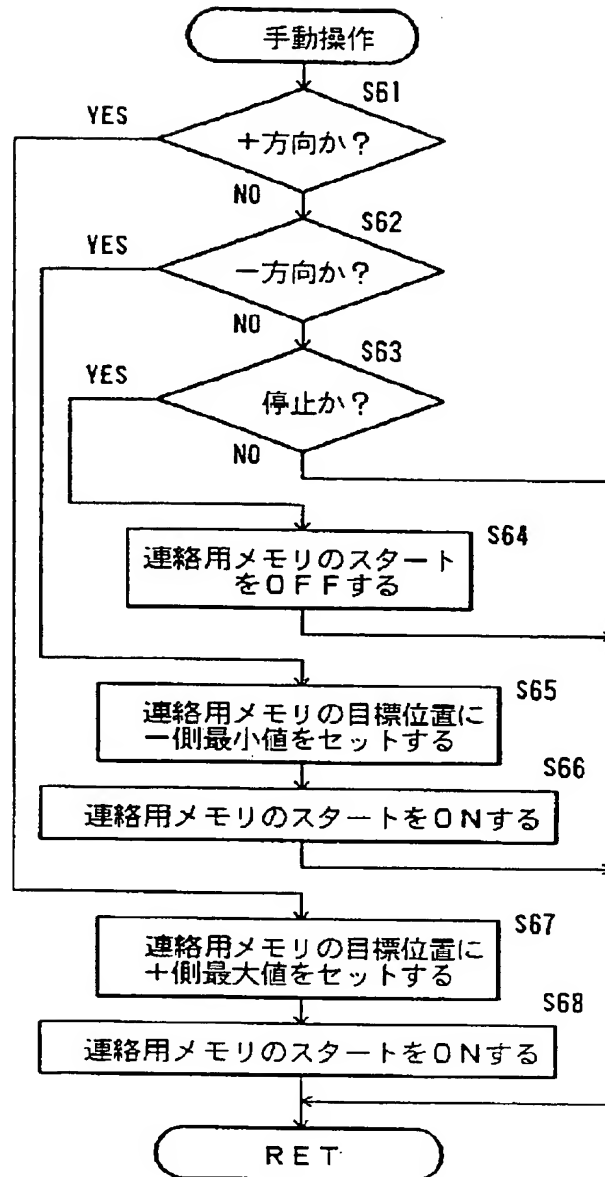 手動操作
S61
YES
+方向か?
NO
S62
YES
-方向か?
NO
S63
YES
停止か?
NO
S64
連絡用メモリのスタート
をOFFする
S65
連絡用メモリの目標位置に
-側最小値をセットする
S66
連絡用メモリのスタートをONする
S67
連絡用メモリの目標位置に
+側最大値をセットする
S68
連絡用メモリのスタートをONする
RET